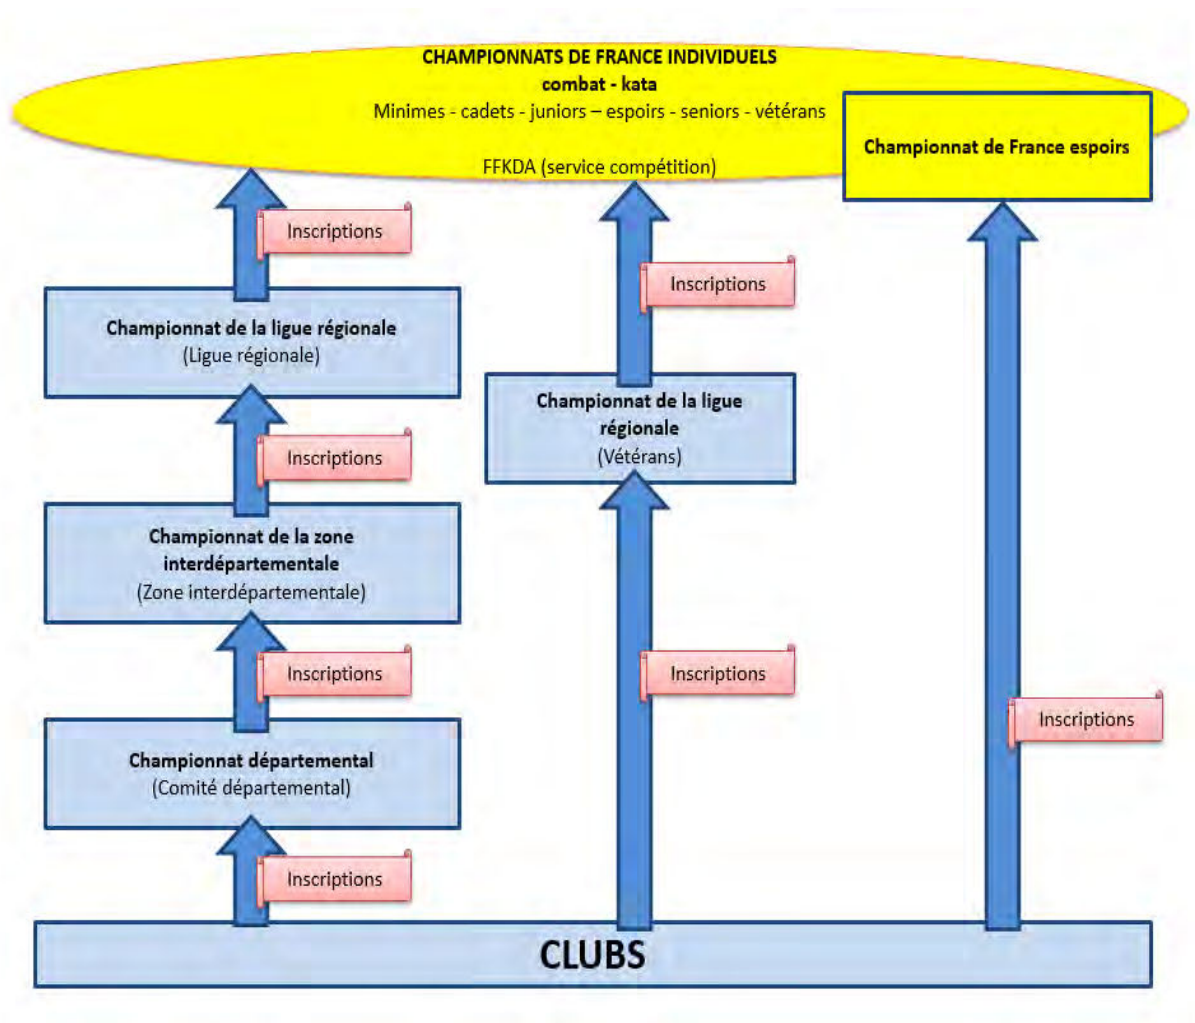 CHAMPIONNATS DE FRANCE INDIVIDUELS
combat - kata
Minimes - cadets - juniors – espoirs - seniors - vétérans
Championnat de France espoirs
FFKDA (service compétition)
Inscriptions
Inscriptions
Championnat de la ligue régionale
(Ligue régionale)
Championnat de la ligue
régionale
(Vétérans)
Inscriptions
Championnat de la zone
interdépartementale
(Zone interdépartementale)
Inscriptions
Inscriptions
Inscriptions
Championnat départemental
(Comité départemental)
Inscriptions
CLUBS